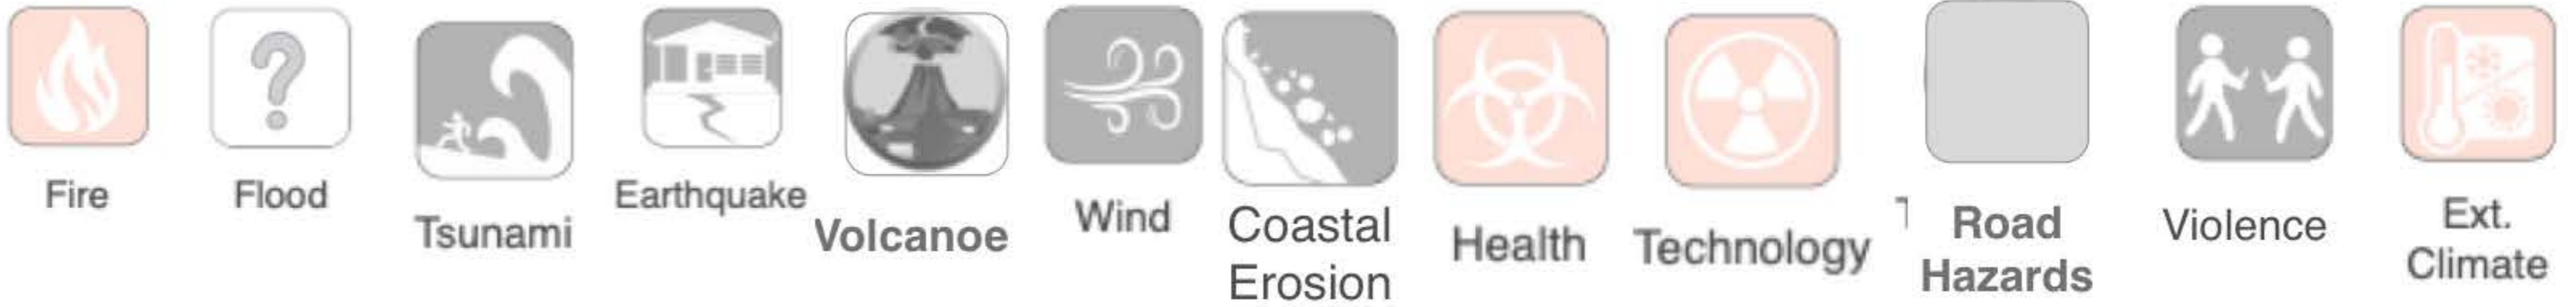 ?
Fire
Flood
Tsunami
Earthquake
Volcanoe
Wind
Coastal
Erosion
Health
Technology
Road
Hazards
Violence
Ext.
Climate